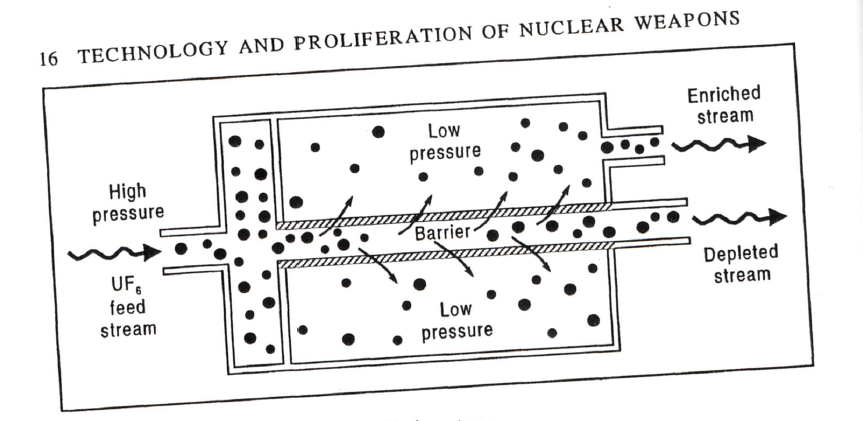 16 TECHNOLOGY AND PROLIFERATION OF NUCLEAR WEAPONS
Enriched
stream
Low
pressure
High
pressure
Barrier
UF₆
feed
stream
Depleted
stream
Low
pressure